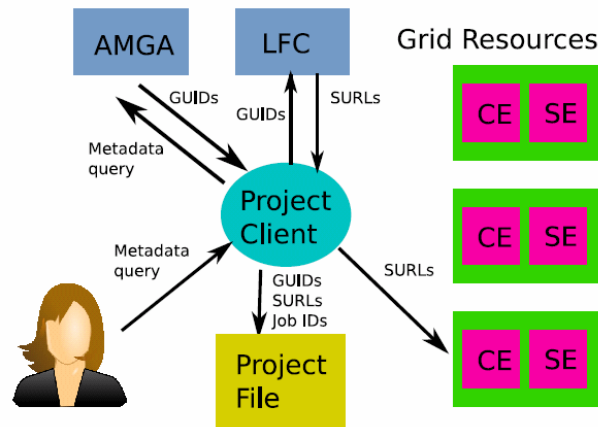 AMGA
LFC
Grid Resources
GUIDs
GUIDs
SURLs
CE
SE
Metadata
query
Project
Client
CE
SE
Metadata
query
SURLs
GUIDs
SURLs
Job IDs
CE
SE
Project
File